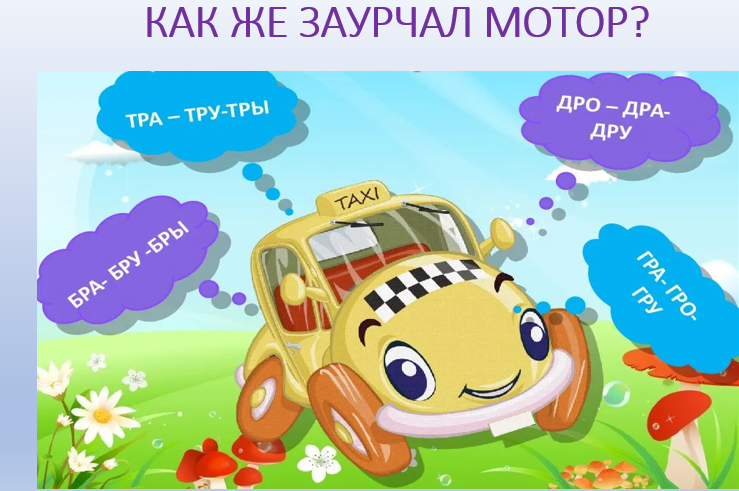 КАК ЖЕ ЗАУРЧАЛ МОТОР?
ТРА – ТРУ-ТРЫ
ДРО – ДРА-
ДРУ
БРА- БРУ -БРЫ
TAXI
ГРА- ГРО-
ГРУ